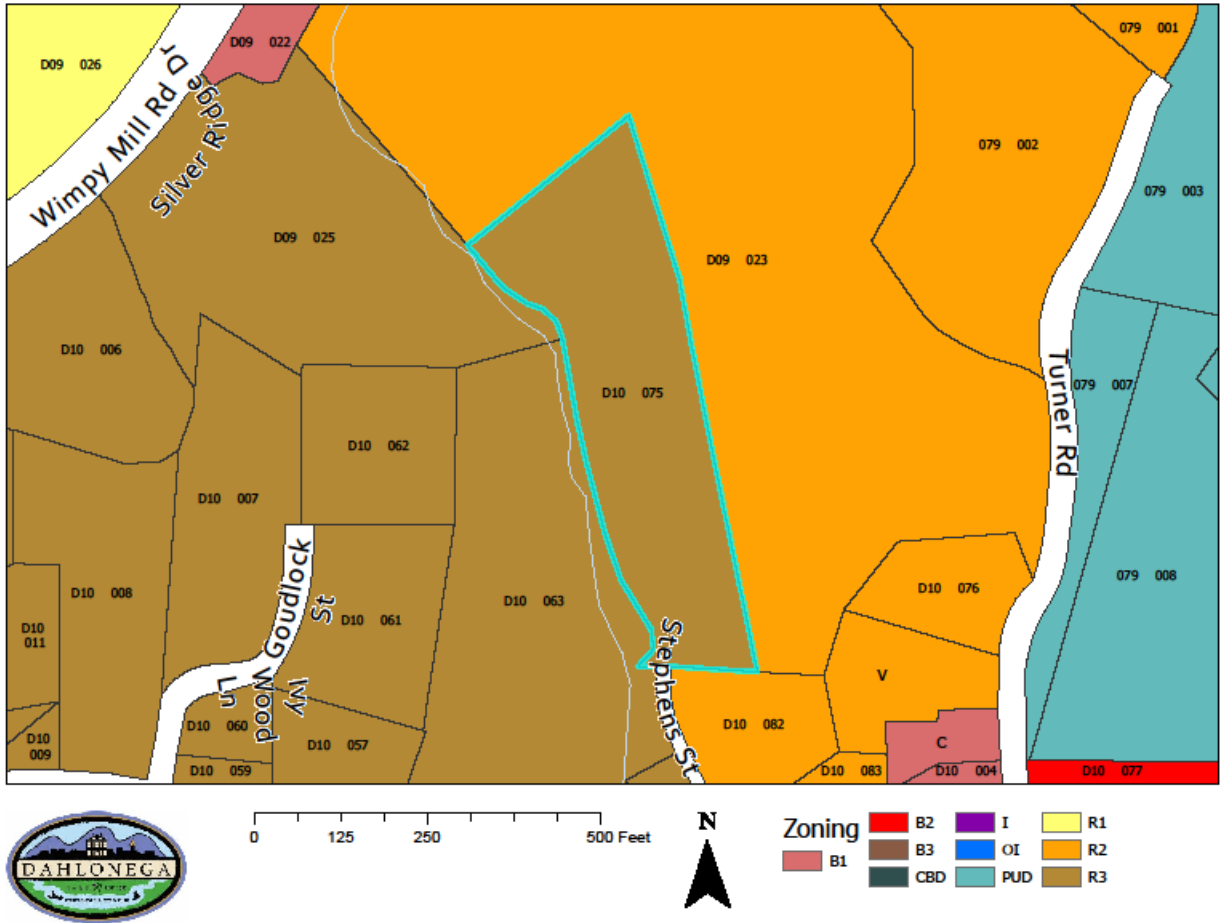 D09 022
079 001
D09 026
Wimpy Mill Rd
Silver Ridge Dr
079 002
079 003
D09 025
D09 023
D10 006
Turner Rd
079 007
D10 075
D10 062
D10 007
079 008
D10 008
Goudlock St
D10 063
D10 076
D10
011
D10 061
Stephens St
V
Ivy
Wood
Ln
D10 060
D10 082
D10
009
D10 057
C
D10 059
D10 083
D10 004
D10 077
DAHLONEGA
0 125 250 500 Feet
N
Zoning
B1
B2
B3
CBD
I
OI
PUD
R1
R2
R3